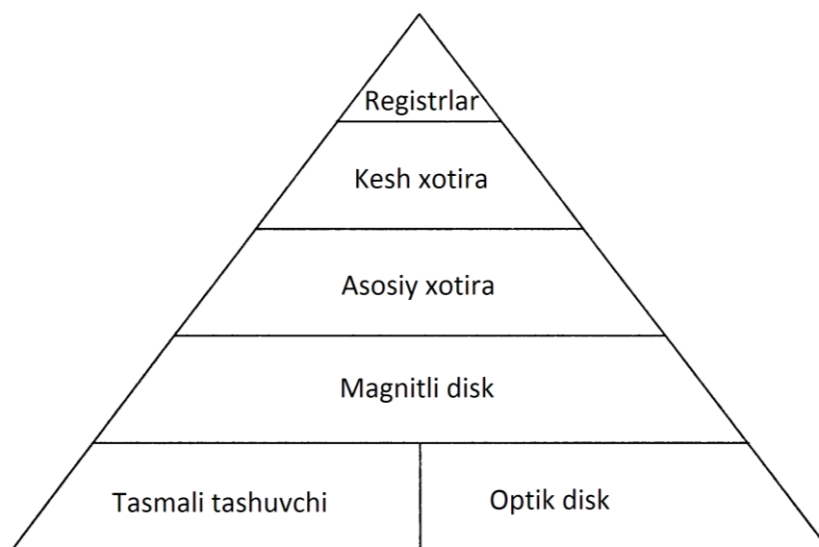 Registrlar
Kesh xotira
Asosiy xotira
Magnitli disk
Tasmali tashuvchi
Optik disk